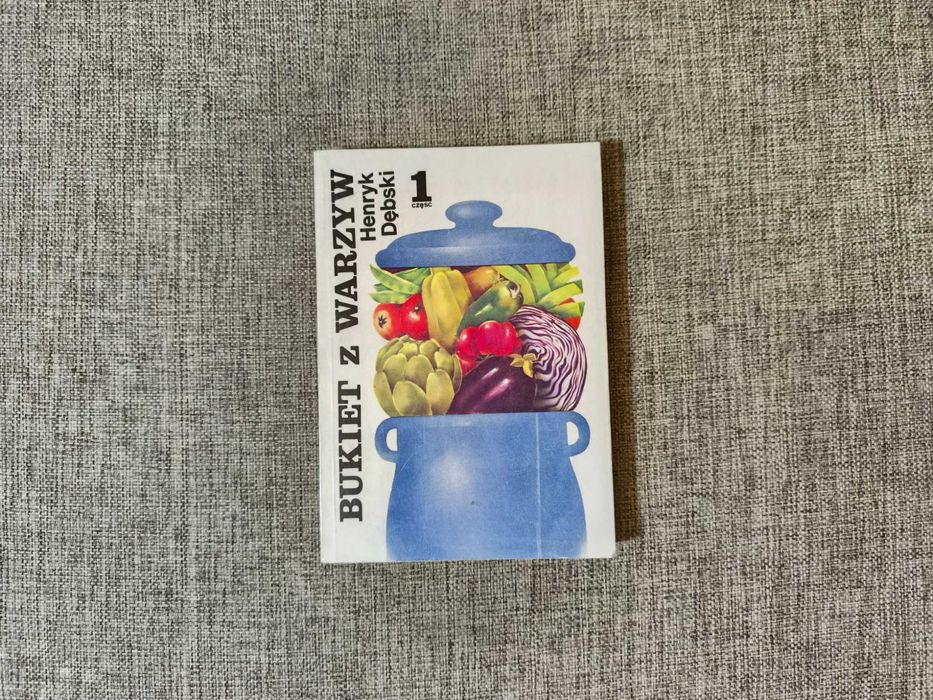 BUKIET z WARZYW
Henryk
Dębski
1
część